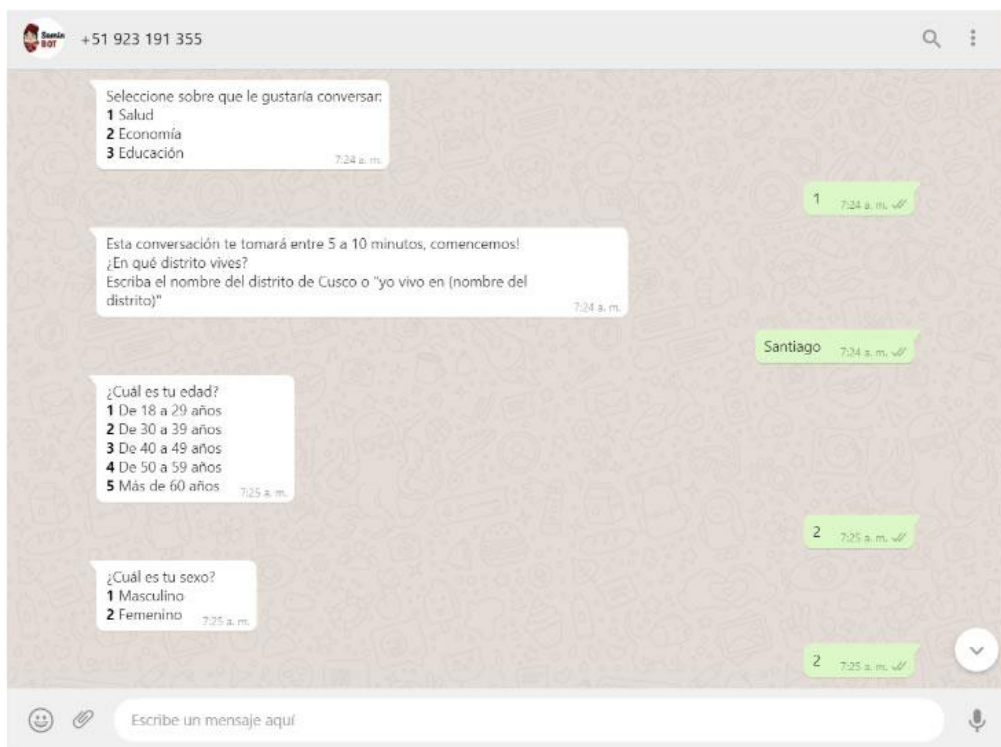 Samin
BOT
+51 923 191 355
Seleccione sobre que le gustaría conversar:
1 Salud
2 Economía
3 Educación
7:24 a. m.
1 7:24 a. m.
Esta conversación te tomará entre 5 a 10 minutos, comencemos!
¿En qué distrito vives?
Escriba el nombre del distrito de Cusco o "yo vivo en (nombre del
distrito)"
7:24 a. m.
Santiago 7:24 a. m.
¿Cuál es tu edad?
1 De 18 a 29 años
2 De 30 a 39 años
3 De 40 a 49 años
4 De 50 a 59 años
5 Más de 60 años 7:25 a. m.
2 7:25 a. m.
¿Cuál es tu sexo?
1 Masculino
2 Femenino 7:25 a. m.
2 7:25 a. m.
Escribe un mensaje aquí